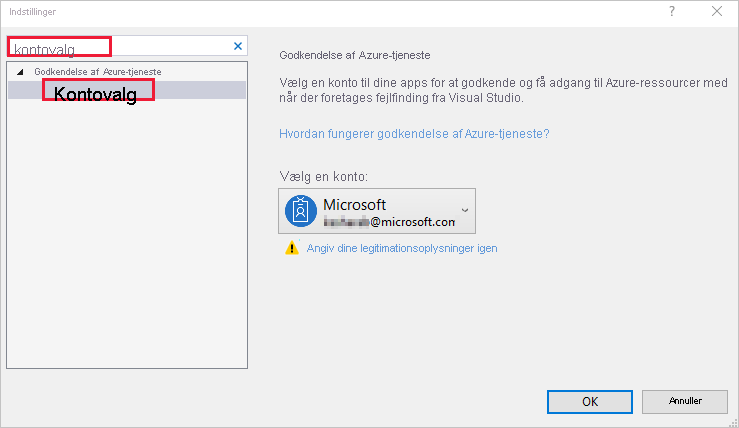 Indstillinger
?
kontovalg
Godkendelse af Azure-tjeneste
Kontovalg
Godkendelse af Azure-tjeneste
Vælg en konto til dine apps for at godkende og få adgang til Azure-ressourcer med
når der foretages fejlfinding fra Visual Studio.
Hvordan fungerer godkendelse af Azure-tjeneste?
Vælg en konto:
Microsoft
@microsoft.com
Angiv dine legitimationsoplysninger igen
OK
Annuller